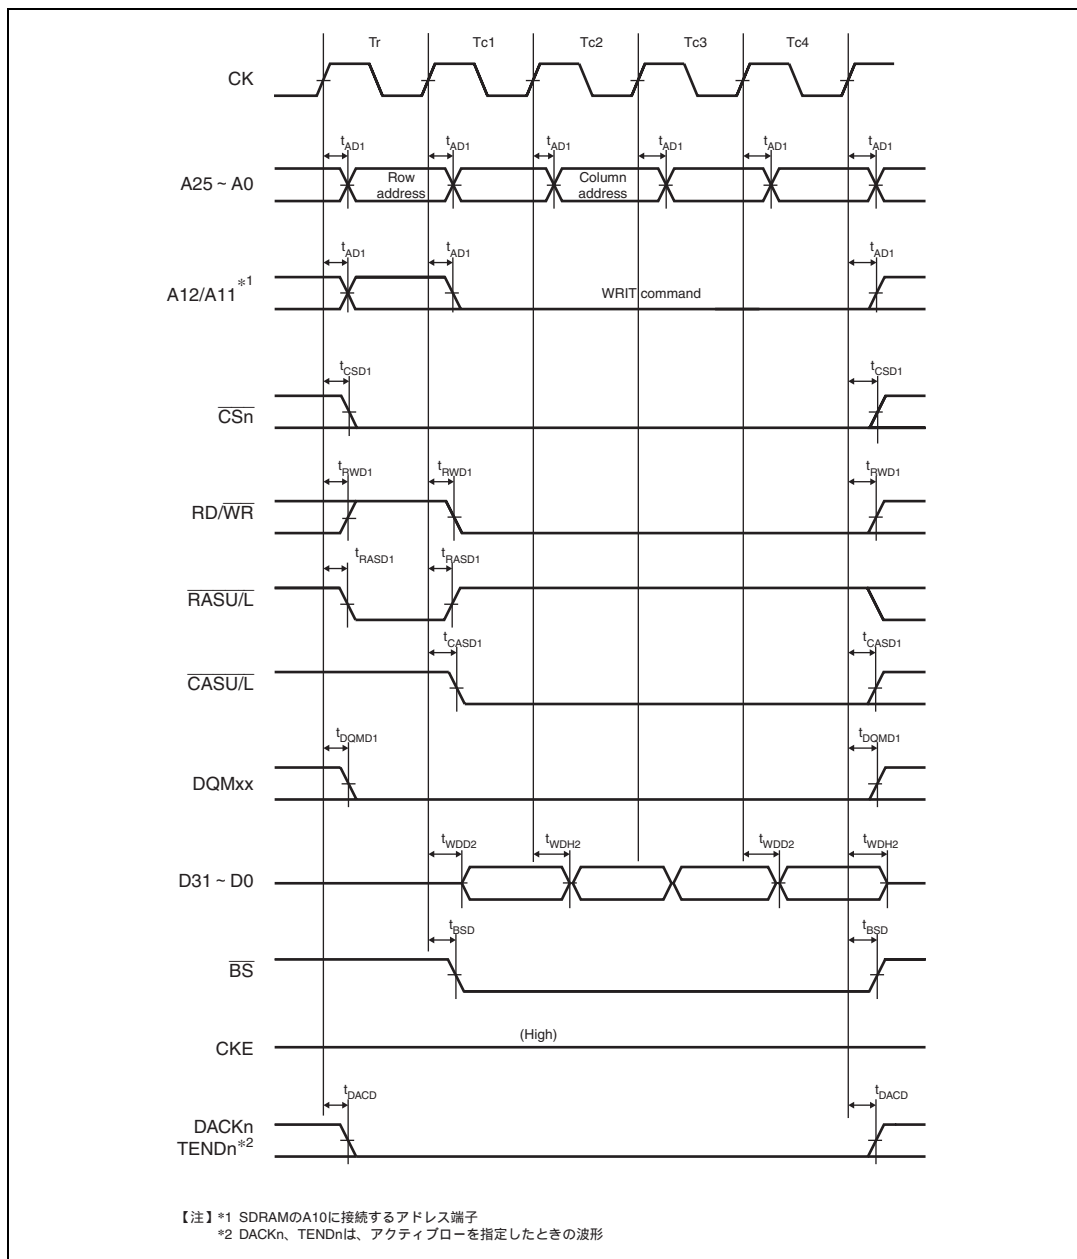 Tr Tc1 Tc2 Tc3 Tc4
CK
tAD1 tAD1 tAD1 tAD1 tAD1 tAD1
A25 ~ A0
Row address
Column address
tAD1 tAD1 tAD1
A12/A11*1
WRIT command
tCSD1 tCSD1
CSn
tRWD1 tRWD1 tRWD1
RD/WR
tRASD1 tRASD1
RASU/L
tCASD1 tCASD1
CASU/L
tDQMD1 tDQMD1
DQMxx
tWDD2 tWDH2 tWDD2 tWDH2
D31 ~ D0
tBSD tBSD
BS
(High)
CKE
tDACD tDACD
DACKn
TENDn*2
【注】*1 SDRAMのA10に接続するアドレス端子
*2 DACKn、TENDnは、アクティブローを指定したときの波形